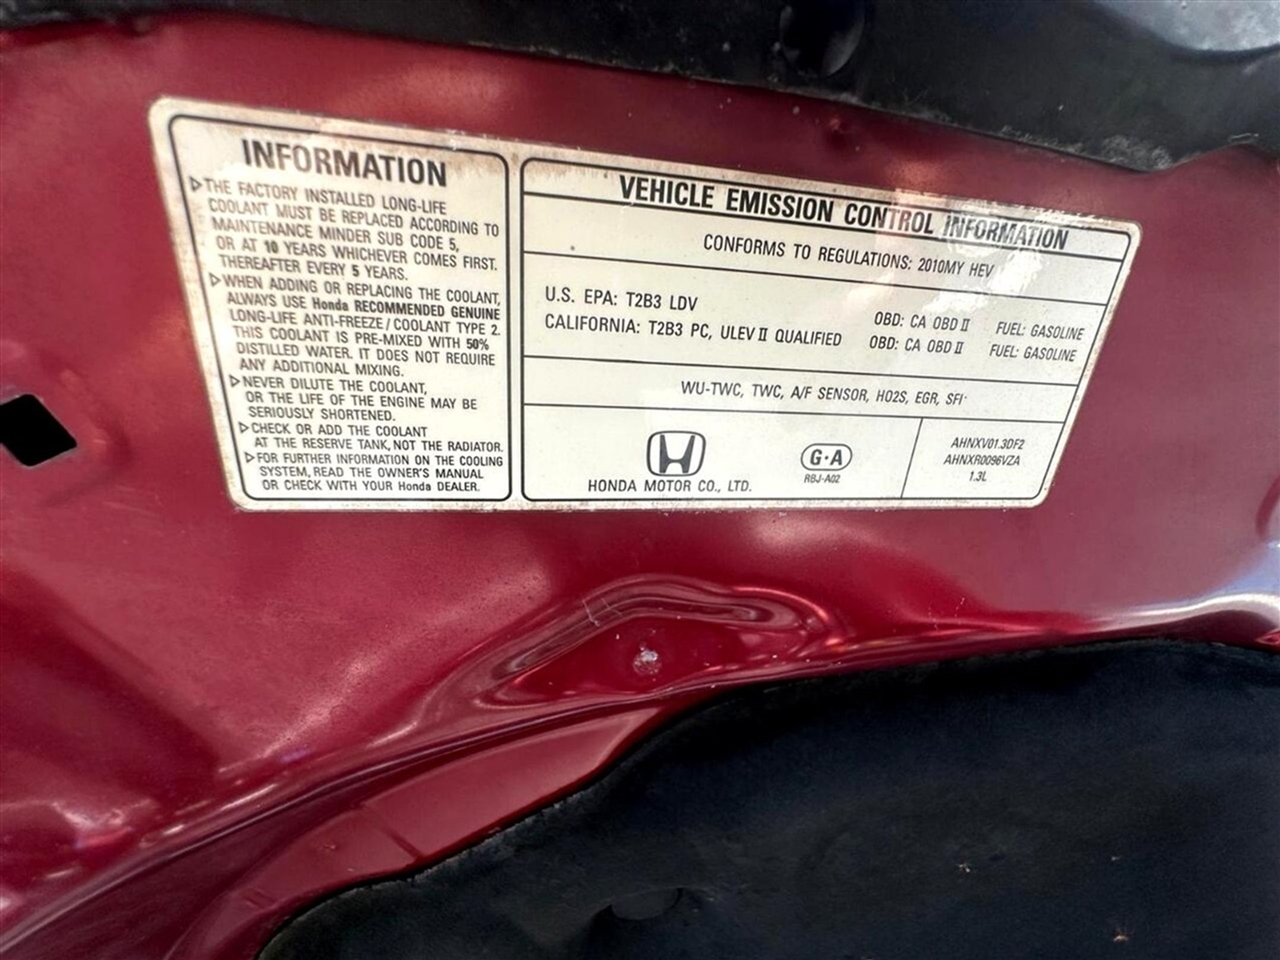 INFORMATION
▷THE FACTORY INSTALLED LONG-LIFE
COOLANT MUST BE REPLACED ACCORDING TO
MAINTENANCE MINDER SUB CODE 5,
OR AT 10 YEARS WHICHEVER COMES FIRST.
THEREAFTER EVERY 5 YEARS.
▷WHEN ADDING OR REPLACING THE COOLANT,
ALWAYS USE Honda RECOMMENDED GENUINE
LONG-LIFE ANTI-FREEZE/COOLANT TYPE 2.
THIS COOLANT IS PRE-MIXED WITH 50%
DISTILLED WATER. IT DOES NOT REQUIRE
ANY ADDITIONAL MIXING.
▷NEVER DILUTE THE COOLANT,
OR THE LIFE OF THE ENGINE MAY BE
SERIOUSLY SHORTENED.
▷CHECK OR ADD THE COOLANT
AT THE RESERVE TANK, NOT THE RADIATOR.
▷FOR FURTHER INFORMATION ON THE COOLING
SYSTEM, READ THE OWNER'S MANUAL
OR CHECK WITH YOUR Honda DEALER.
VEHICLE EMISSION CONTROL INFORMATION
CONFORMS TO REGULATIONS: 2010MY HEV
U.S. EPA: T2B3 LDV OBD: CA OBD II FUEL: GASOLINE
CALIFORNIA: T2B3 PC, ULEV II QUALIFIED OBD: CA OBD II FUEL: GASOLINE
WU-TWC, TWC, A/F SENSOR, HO2S, EGR, SFI
HONDA MOTOR CO., LTD.
G·A
RBJ-A02
AHNXV01.3DF2
AHNXR0096VZA
1.3L